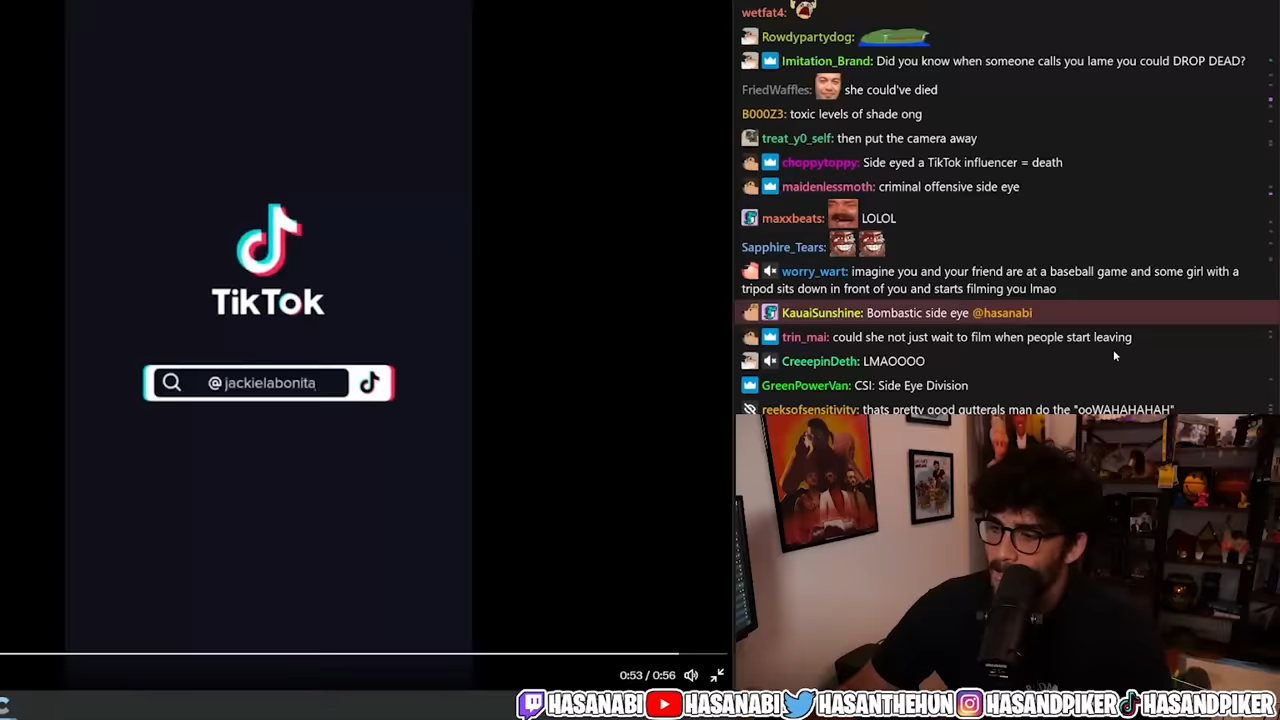 TikTok
@jackielabonita
0:53 / 0:56
wetfat4:
Rowdypartydog:
Imitation_Brand: Did you know when someone calls you lame you could DROP DEAD?
FriedWaffles: she could've died
B000Z3: toxic levels of shade ong
treat_y0_self: then put the camera away
choppytoppy: Side eyed a TikTok influencer = death
maidenlessmoth: criminal offensive side eye
maxxbeats: LOLOL
Sapphire_Tears:
worry_wart: imagine you and your friend are at a baseball game and some girl with a
tripod sits down in front of you and starts filming you lmao
KauaiSunshine: Bombastic side eye @hasanabi
trin_mai: could she not just wait to film when people start leaving
CreeepinDeth: LMAOOOO
GreenPowerVan: CSI: Side Eye Division
reeksofsensitivity: thats pretty good gutterals man do the "ooWAHAHAHAH"
HASANABI HASANABI HASANTHEHUN HASANDPIKER HASANDPIKER